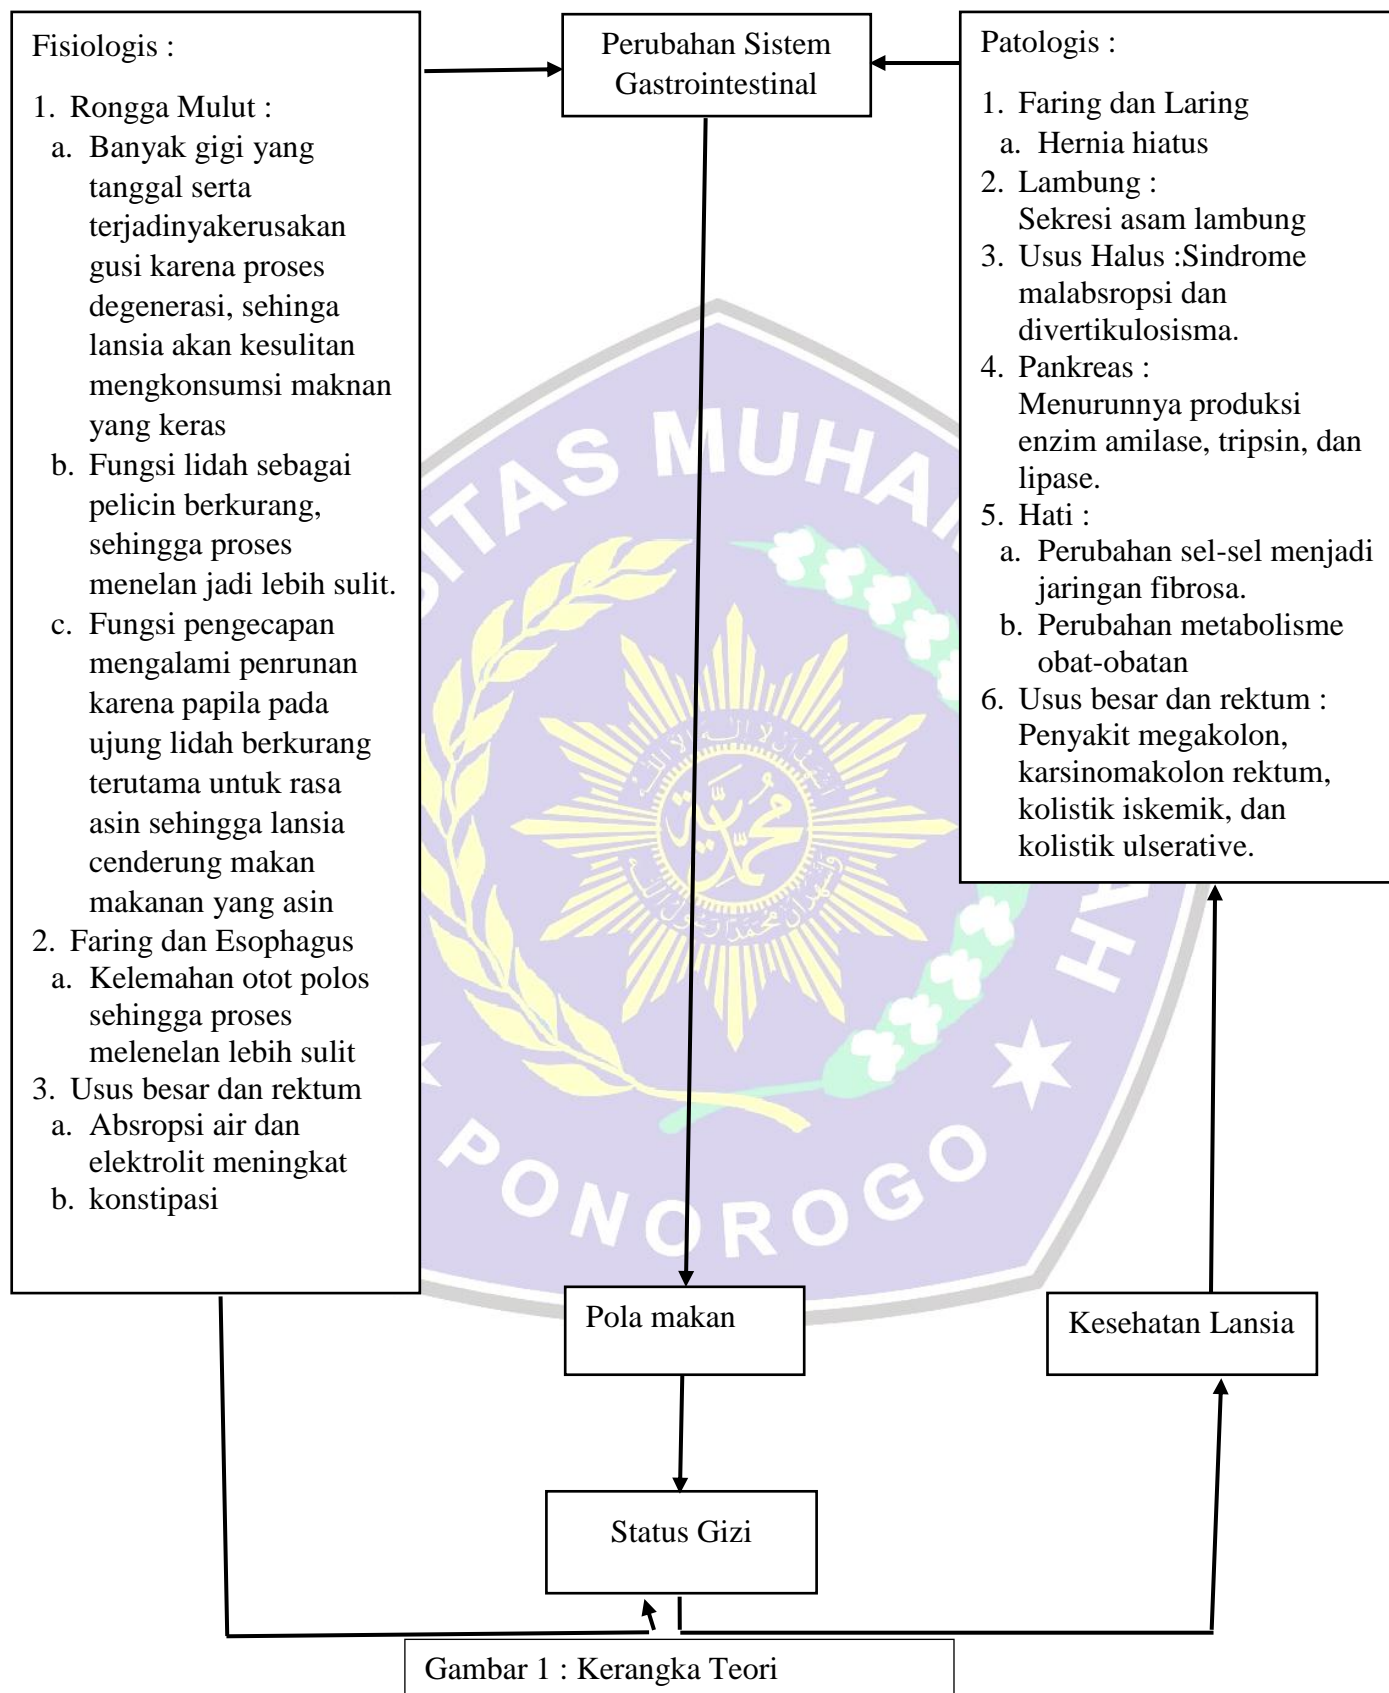 Fisiologis :
1. Rongga Mulut :
a. Banyak gigi yang
tanggal serta
terjadinyakerusakan
gusi karena proses
degenerasi, sehinga
lansia akan kesulitan
mengkonsumsi maknan
yang keras
b. Fungsi lidah sebagai
pelicin berkurang,
sehingga proses
menelan jadi lebih sulit.
c. Fungsi pengecapan
mengalami penrunan
karena papila pada
ujung lidah berkurang
terutama untuk rasa
asin sehingga lansia
cenderung makan
makanan yang asin
2. Faring dan Esophagus
a. Kelemahan otot polos
sehingga proses
melenelan lebih sulit
3. Usus besar dan rektum
a. Absropsi air dan
elektrolit meningkat
b. konstipasi
Perubahan Sistem
Gastrointestinal
Patologis :
1. Faring dan Laring
a. Hernia hiatus
2. Lambung :
Sekresi asam lambung
3. Usus Halus :Sindrome
malabsropsi dan
divertikulosisma.
4. Pankreas :
Menurunnya produksi
enzim amilase, tripsin, dan
lipase.
5. Hati :
a. Perubahan sel-sel menjadi
jaringan fibrosa.
b. Perubahan metabolisme
obat-obatan
6. Usus besar dan rektum :
Penyakit megakolon,
karsinomakolon rektum,
kolistik iskemik, dan
kolistik ulserative.
SITAS MUHAM
PONOROGO
Pola makan
Kesehatan Lansia
Status Gizi
Gambar 1 : Kerangka Teori